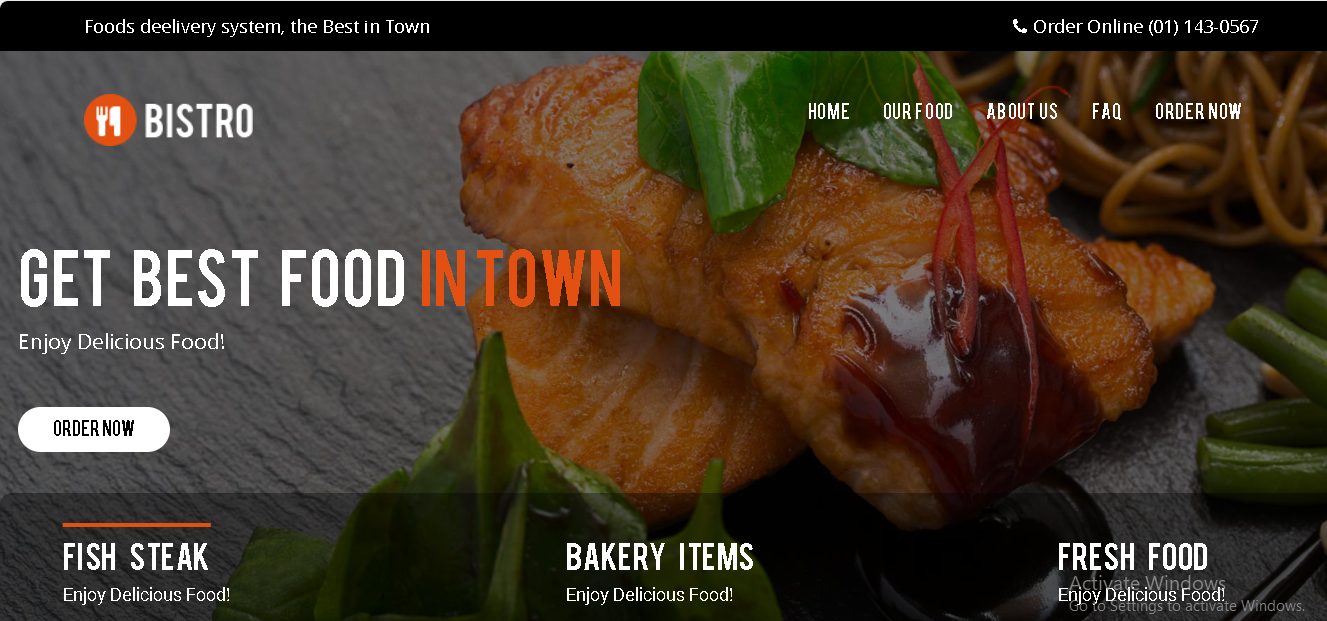 Foods deelivery system, the Best in Town
Order Online (01) 143-0567
BISTRO
HOME OUR FOOD ABOUT US FAQ ORDER NOW
GET BEST FOOD IN TOWN
Enjoy Delicious Food!
ORDER NOW
FISH STEAK
Enjoy Delicious Food!
BAKERY ITEMS
Enjoy Delicious Food!
FRESH FOOD
Enjoy Delicious Food!
Activate Windows
Go to Settings to activate Windows.